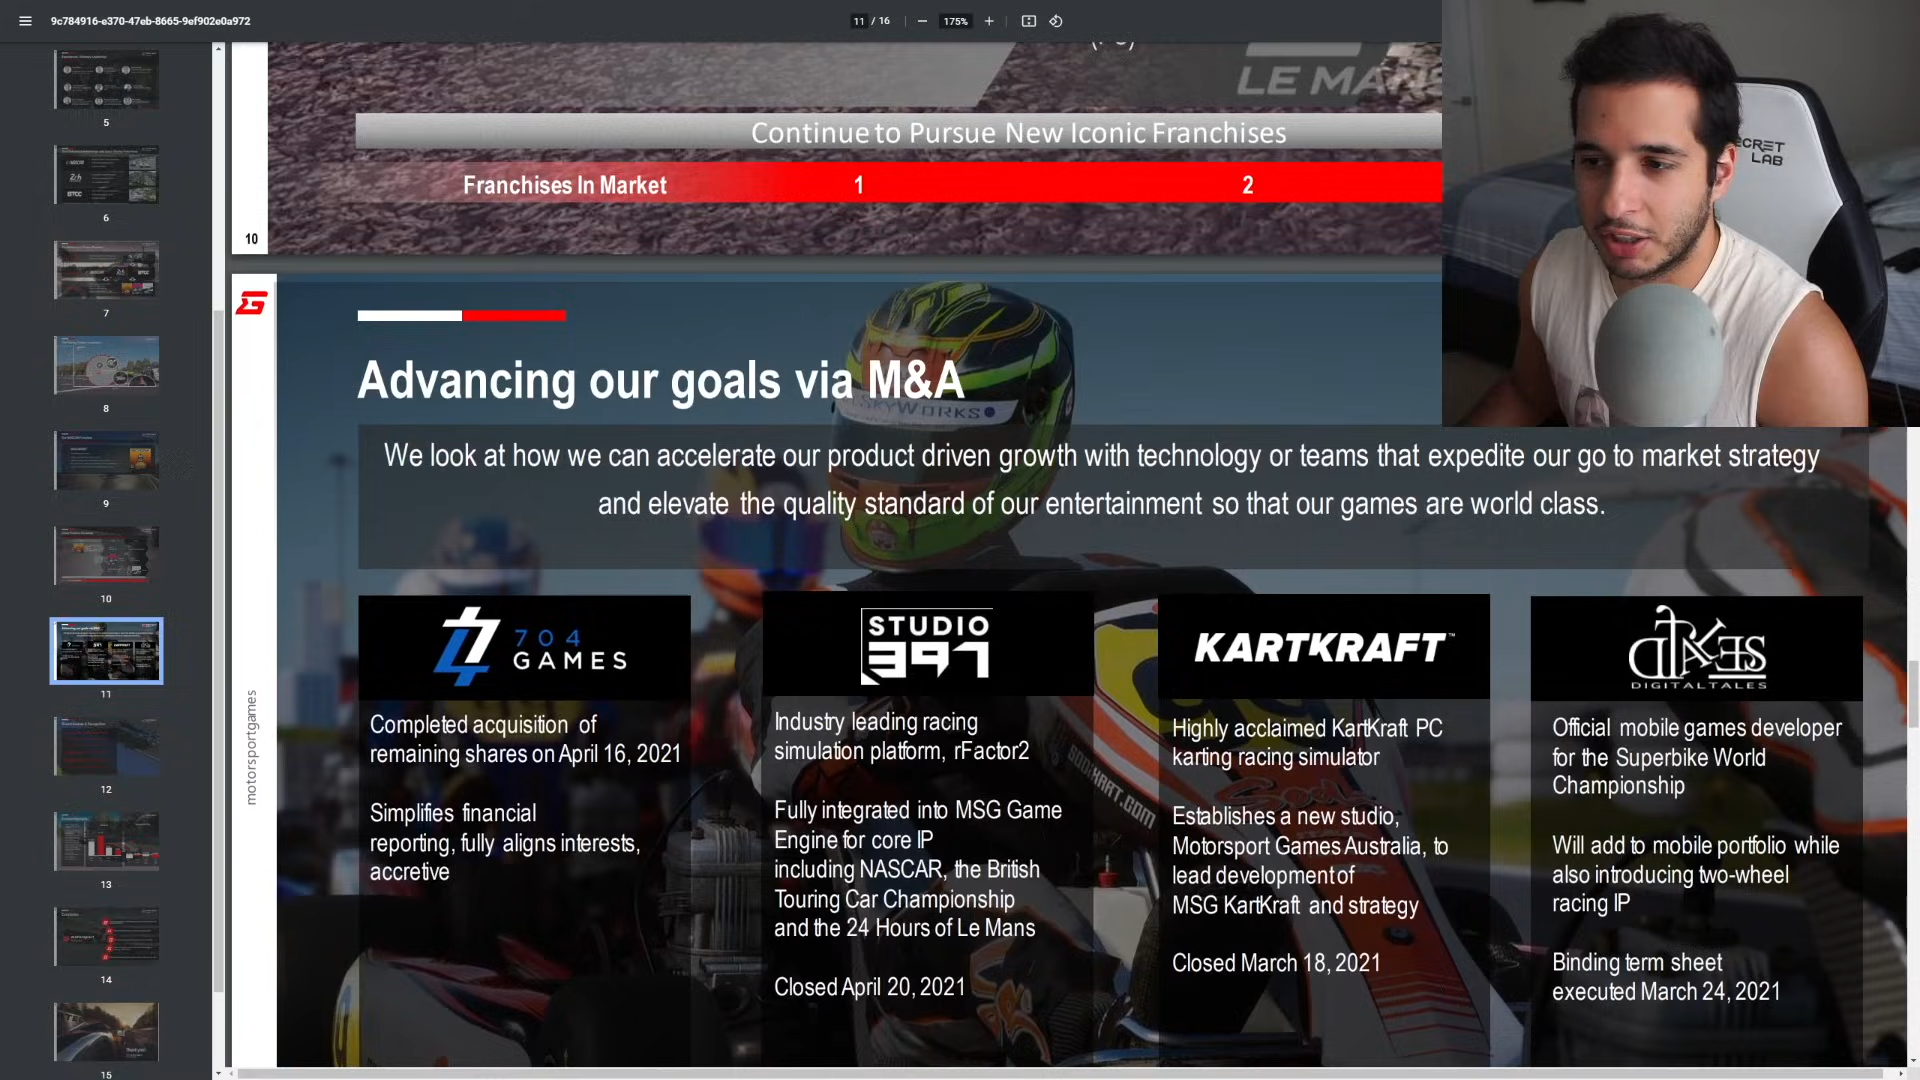 9c784916-e370-47eb-8665-9ef902e0a972
11 / 16
175%
5
6
7
8
9
10
11
12
13
14
15
LE MANS
Continue to Pursue New Iconic Franchises
Franchises In Market 1 2
10
SECRET
LAB
motorsportgames
Advancing our goals via M&A
SKYWORKS
We look at how we can accelerate our product driven growth with technology or teams that expedite our go to market strategy
and elevate the quality standard of our entertainment so that our games are world class.
704
GAMES
Completed acquisition of
remaining shares on April 16, 2021
Simplifies financial
reporting, fully aligns interests,
accretive
STUDIO
397
Industry leading racing
simulation platform, rFactor2
Fully integrated into MSG Game
Engine for core IP
including NASCAR, the British
Touring Car Championship
and the 24 Hours of Le Mans
Closed April 20, 2021
KARTKRAFT™
Highly acclaimed KartKraft PC
karting racing simulator
Establishes a new studio,
Motorsport Games Australia, to
lead development of
MSG KartKraft and strategy
Closed March 18, 2021
DIGITALTALES
Official mobile games developer
for the Superbike World
Championship
Will add to mobile portfolio while
also introducing two-wheel
racing IP
Binding term sheet
executed March 24, 2021